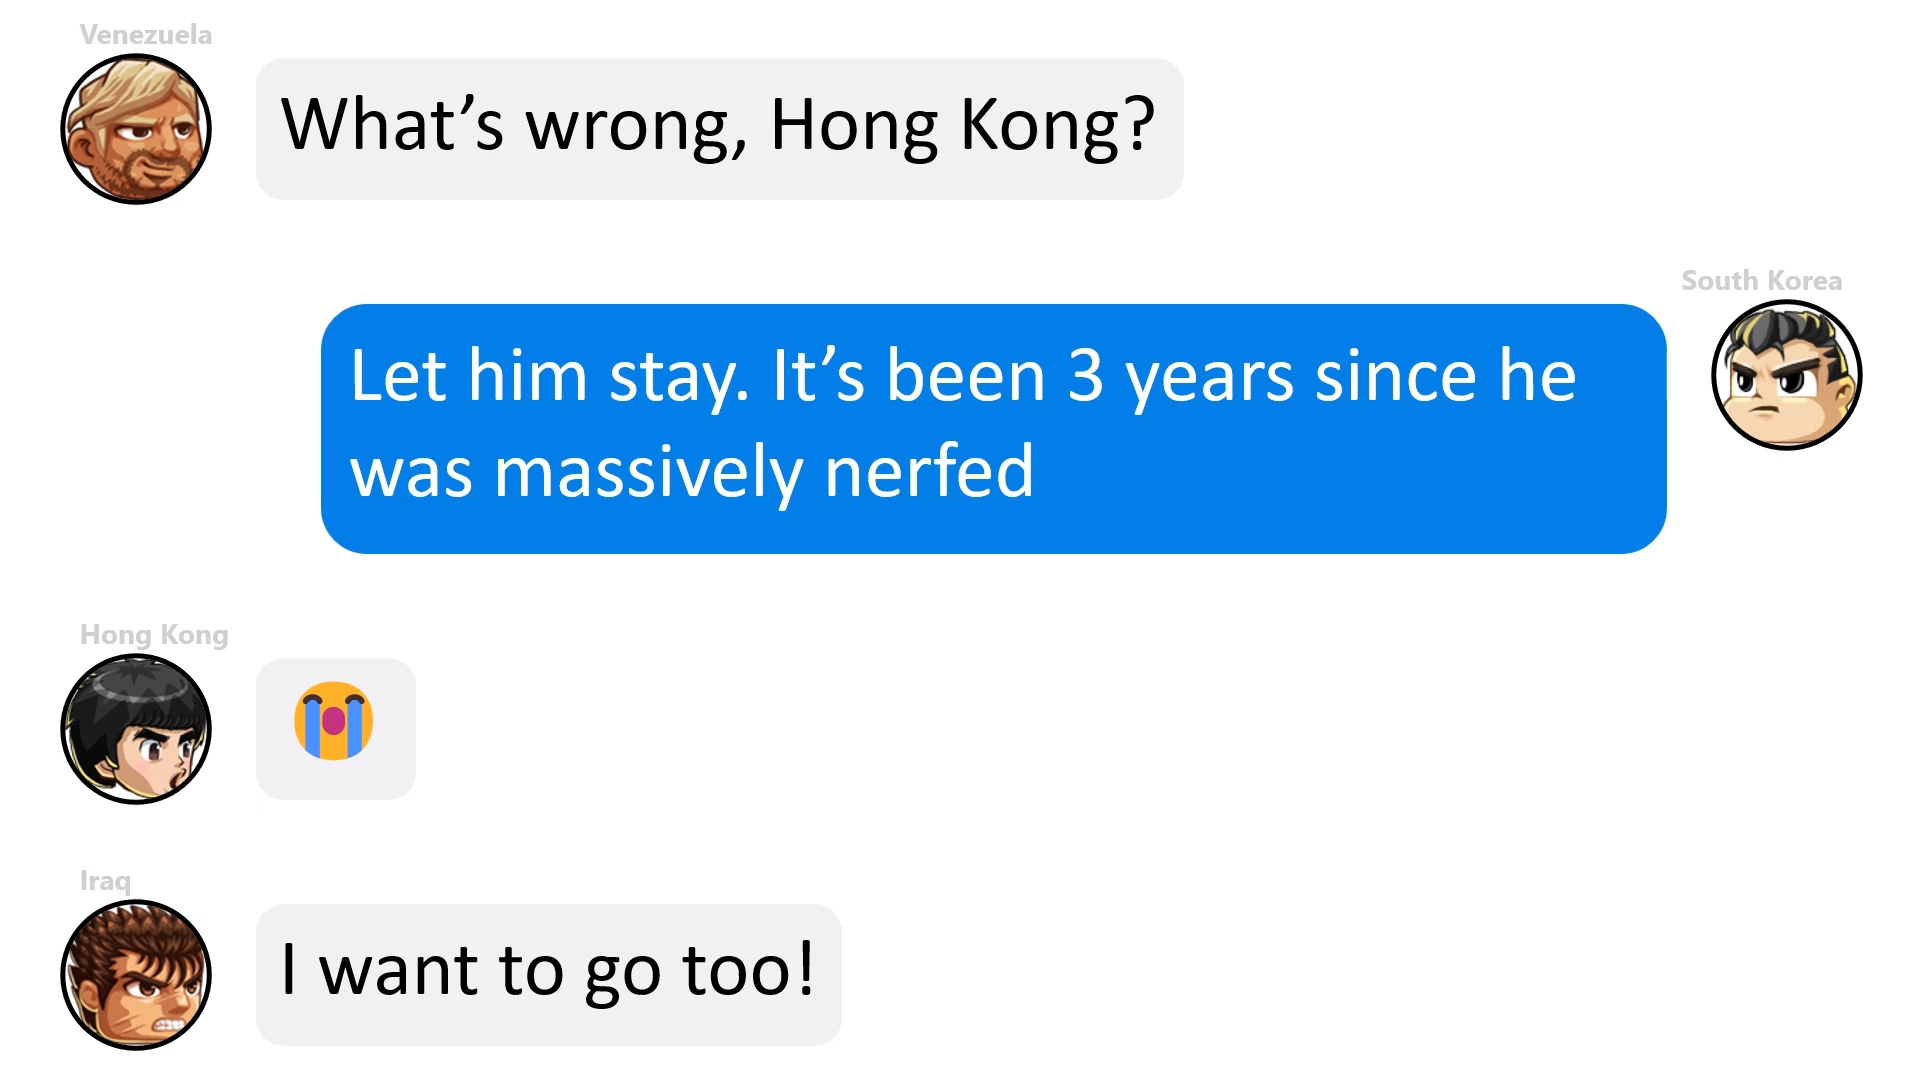 Venezuela
What’s wrong, Hong Kong?
South Korea
Let him stay. It’s been 3 years since he
was massively nerfed
Hong Kong
😭
Iraq
I want to go too!